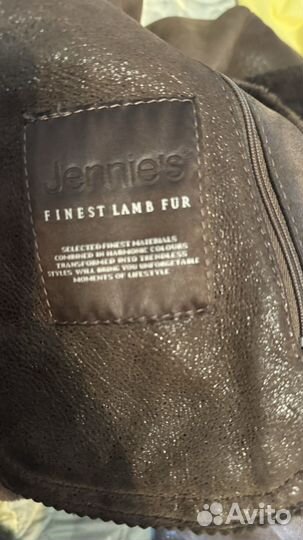 Jennie's
FINEST LAMB FUR
SELECTED FINEST MATERIALS
COMBINED IN HARMONIC COLOURS
TRANSFORMED INTO TRENDLESS
STYLES WILL BRING YOU UNFORGETABLE
MOMENTS OF LIFESTYLE
Avito